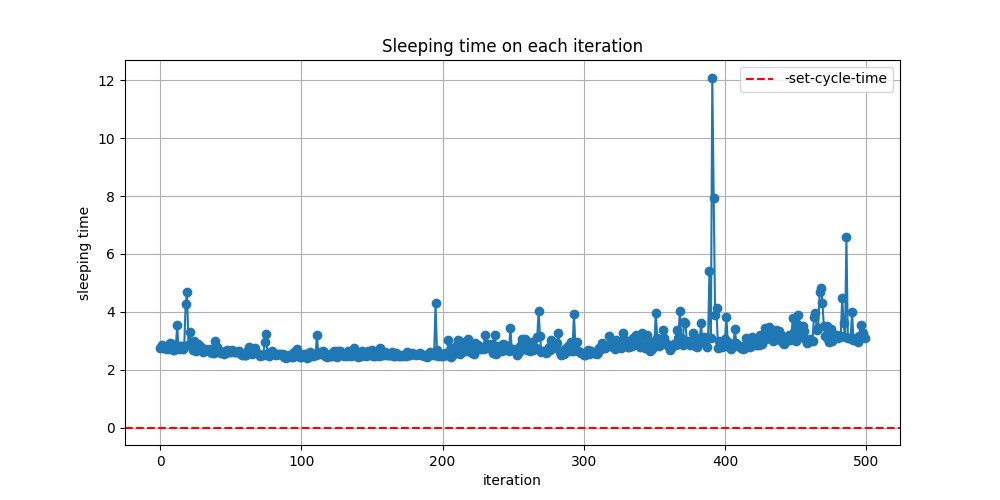 Sleeping time on each iteration
-set-cycle-time
12
10
8
6
4
2
0
sleeping time
0 100 200 300 400 500
iteration